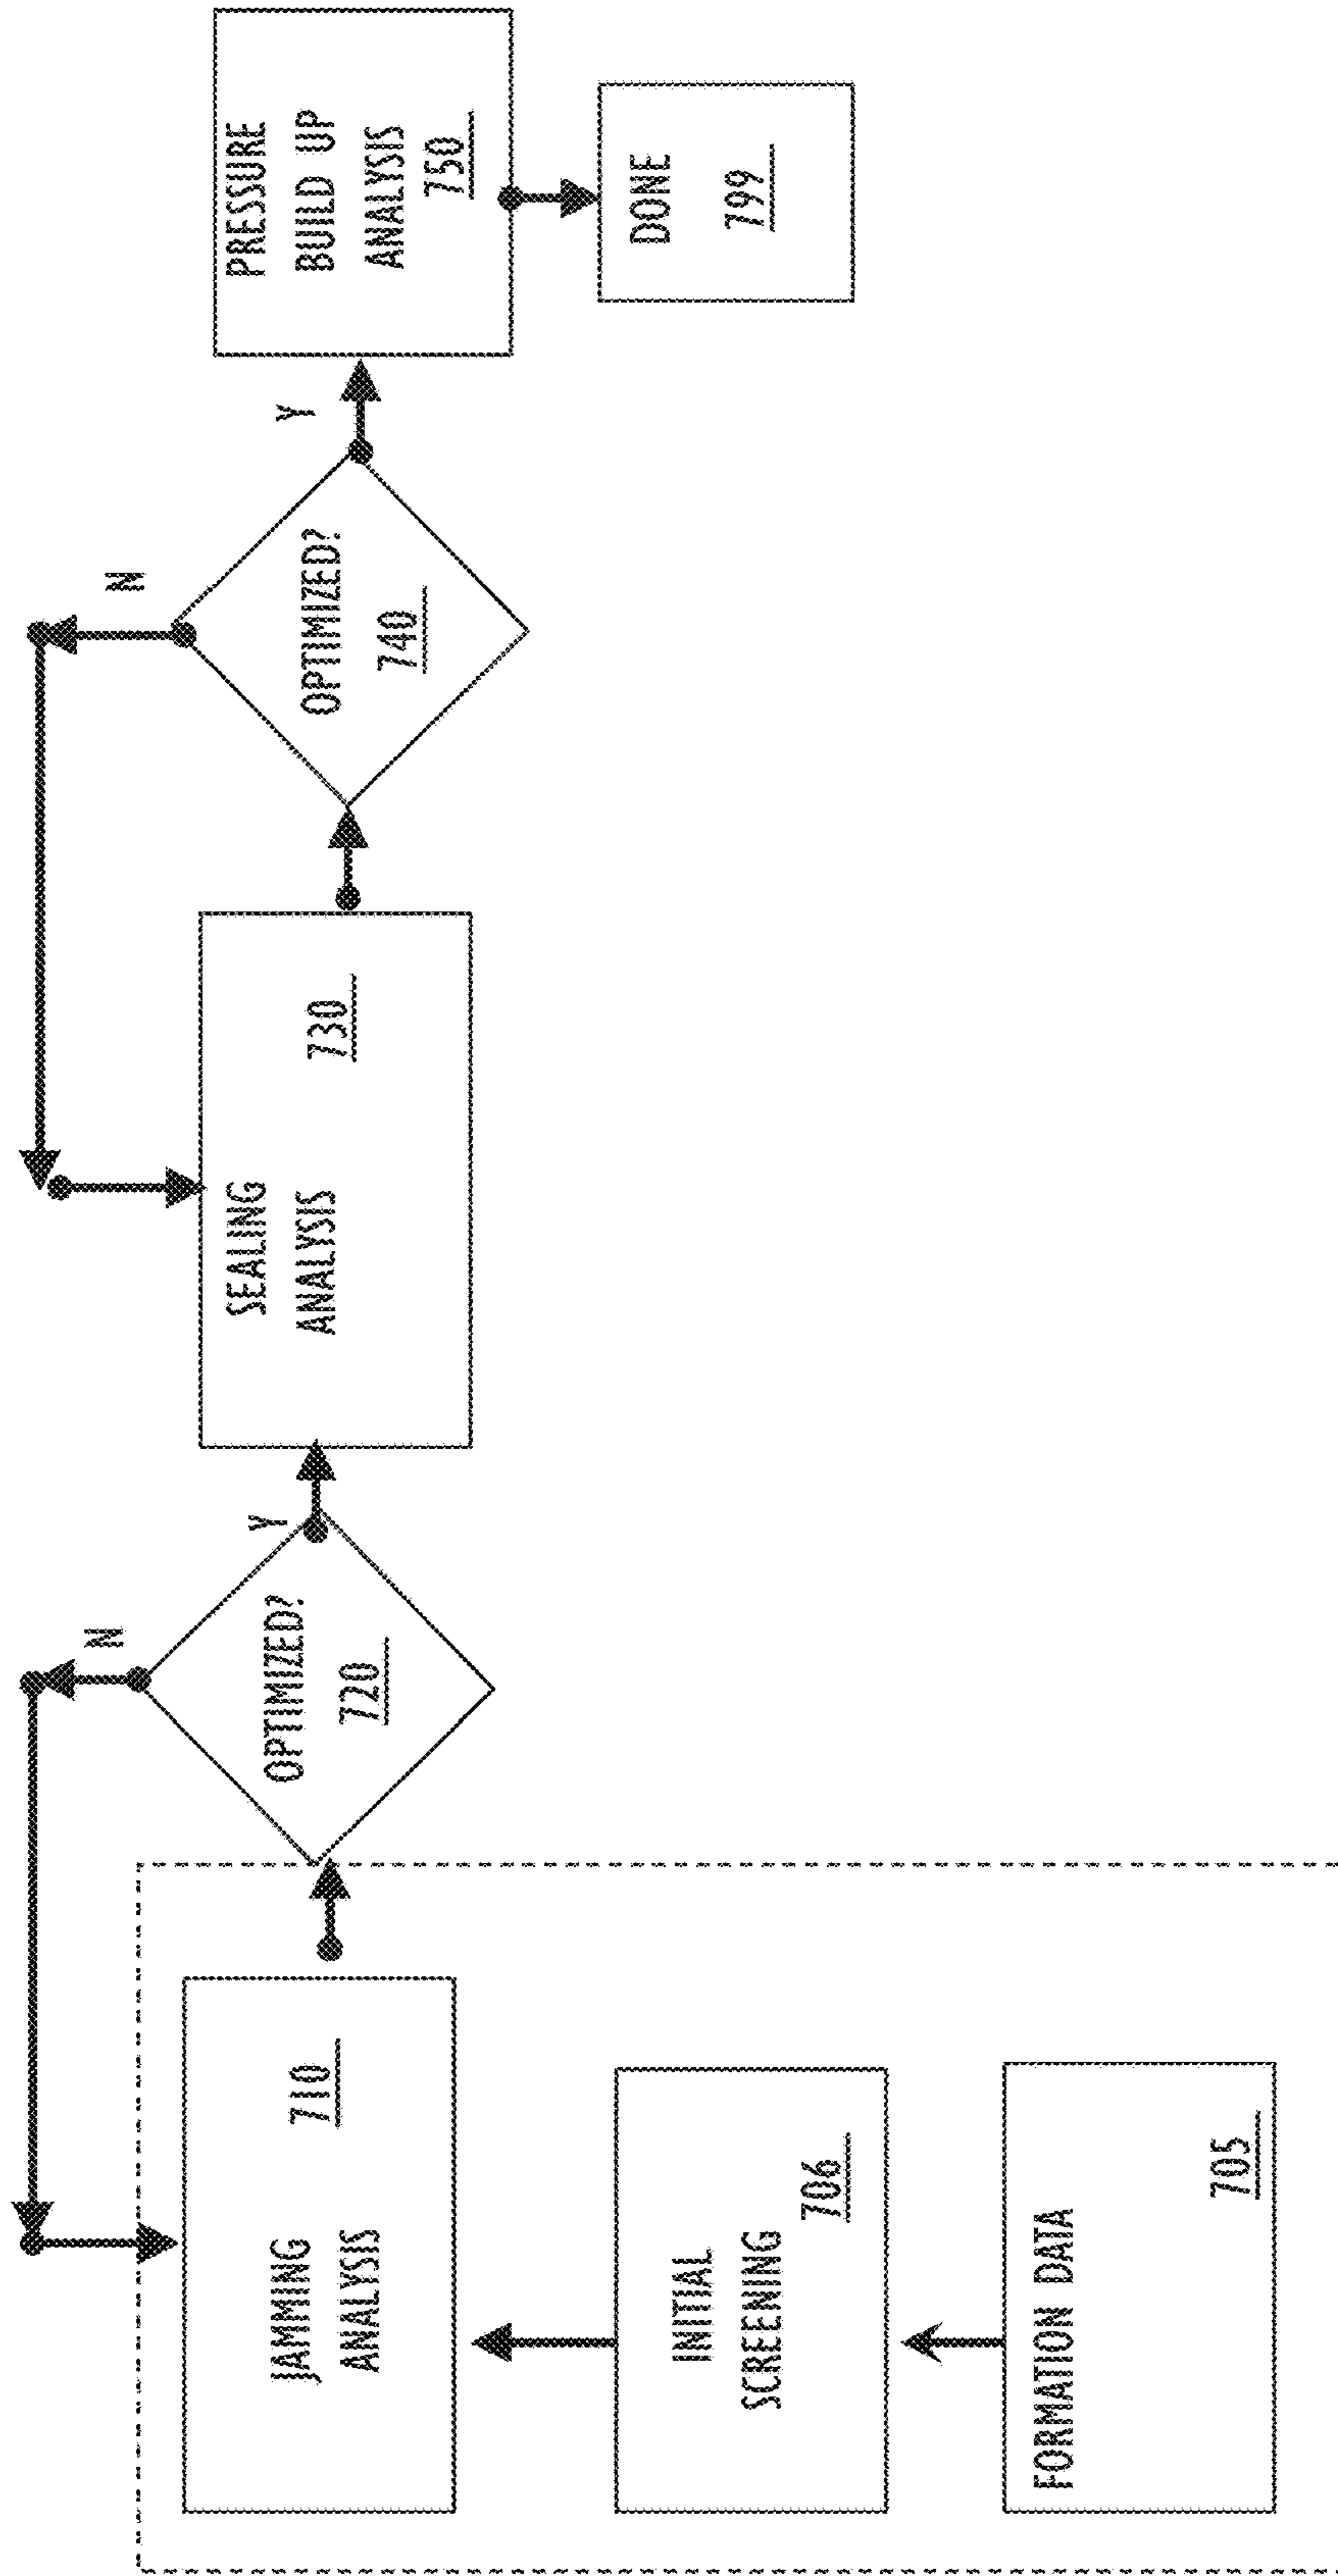 FORMATION DATA
705
INITIAL
SCREENING
706
JAMMING
ANALYSIS
710
N
OPTIMIZED?
720
Y
SEALING
ANALYSIS
730
N
OPTIMIZED?
740
Y
PRESSURE
BUILD UP
ANALYSIS
750
DONE
799